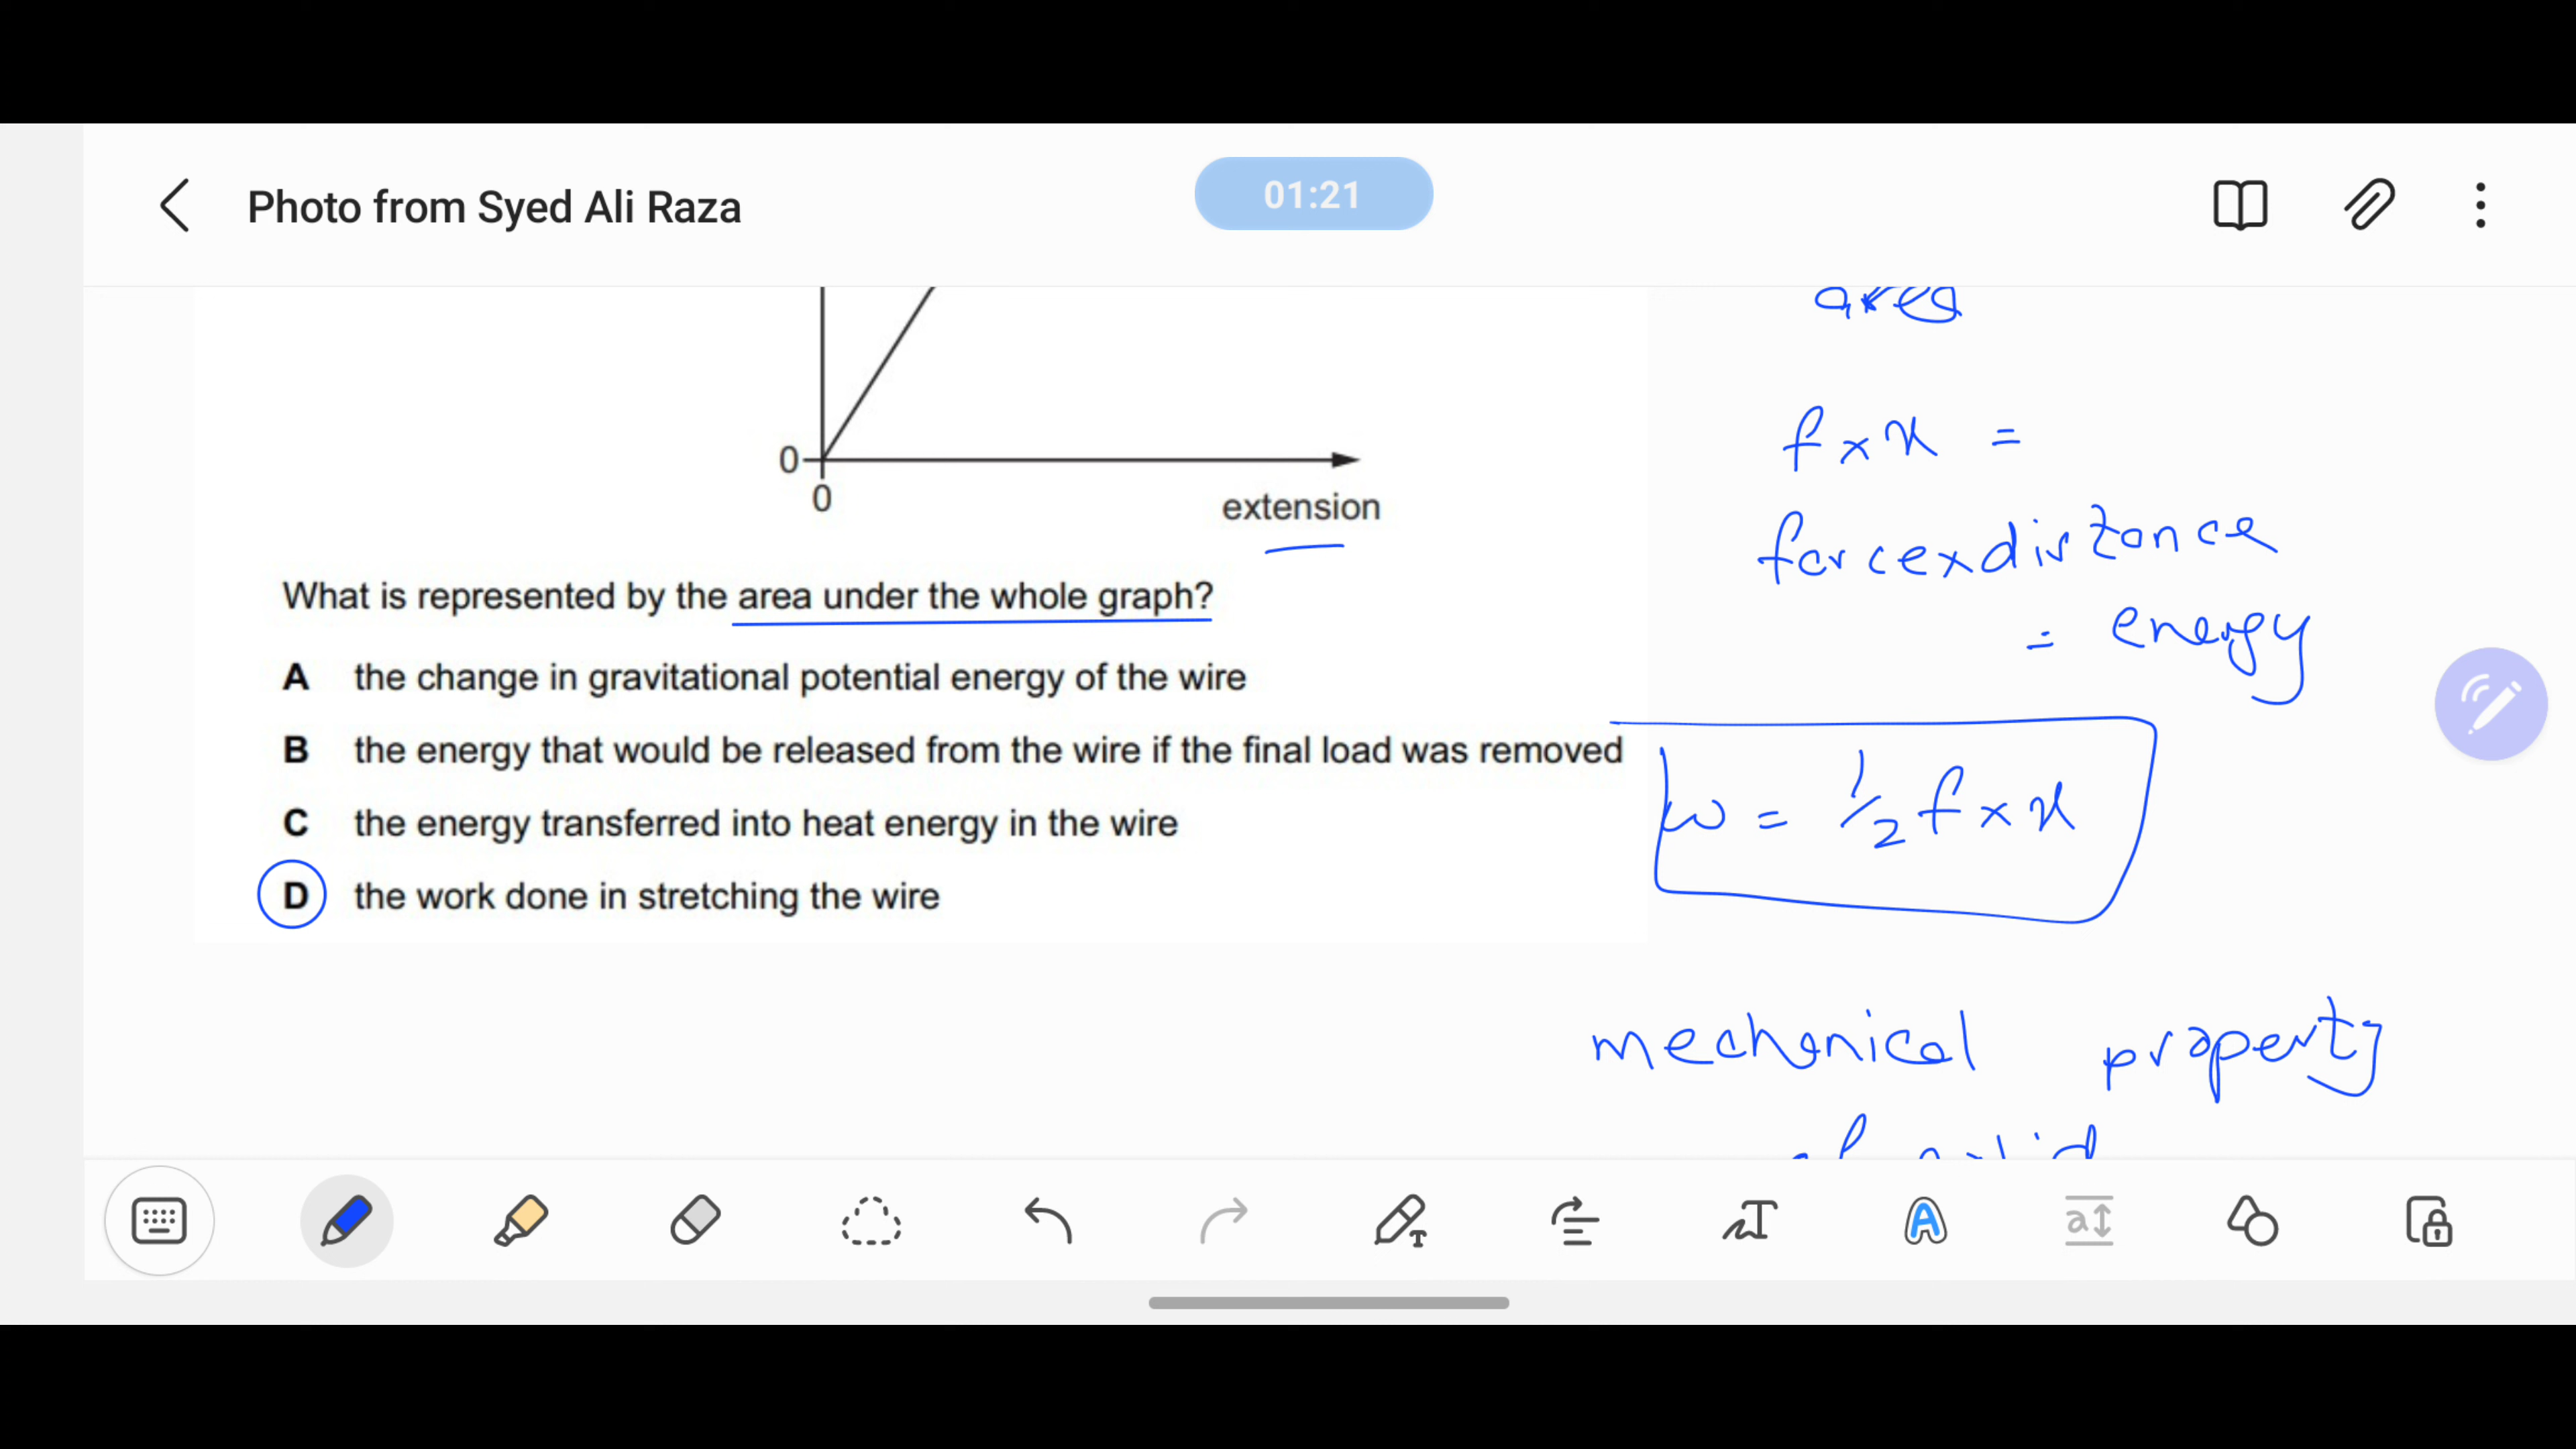 Photo from Syed Ali Raza
01:21
area
0
0
extension
f x x =
forcexdistance
= energy
What is represented by the area under the whole graph?
A the change in gravitational potential energy of the wire
B the energy that would be released from the wire if the final load was removed
C the energy transferred into heat energy in the wire
D the work done in stretching the wire
w = 1/2 f x x
mechanical property
of solid
T
T
A
a